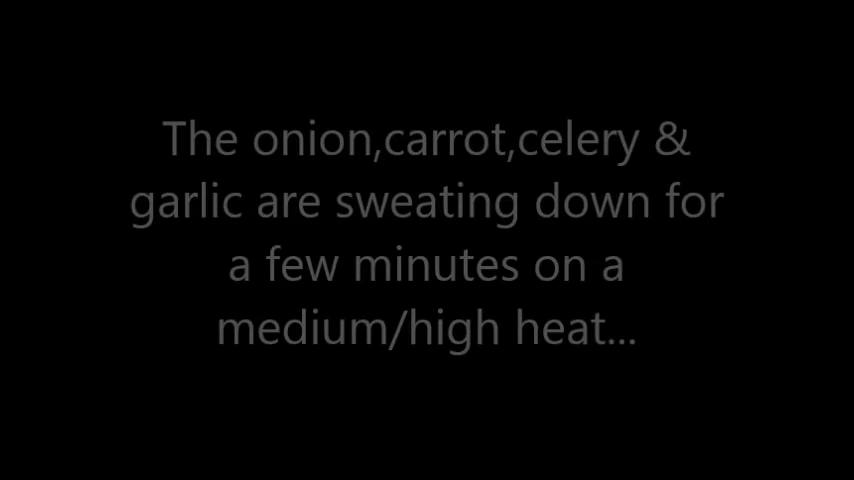 The onion,carrot,celery &
garlic are sweating down for
a few minutes on a
medium/high heat...